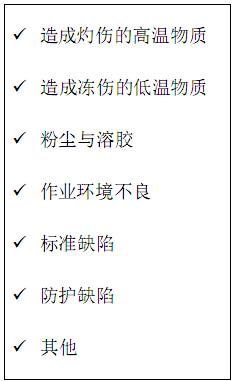 ✓ 造成灼伤的高温物质
✓ 造成冻伤的低温物质
✓ 粉尘与溶胶
✓ 作业环境不良
✓ 标准缺陷
✓ 防护缺陷
✓ 其他